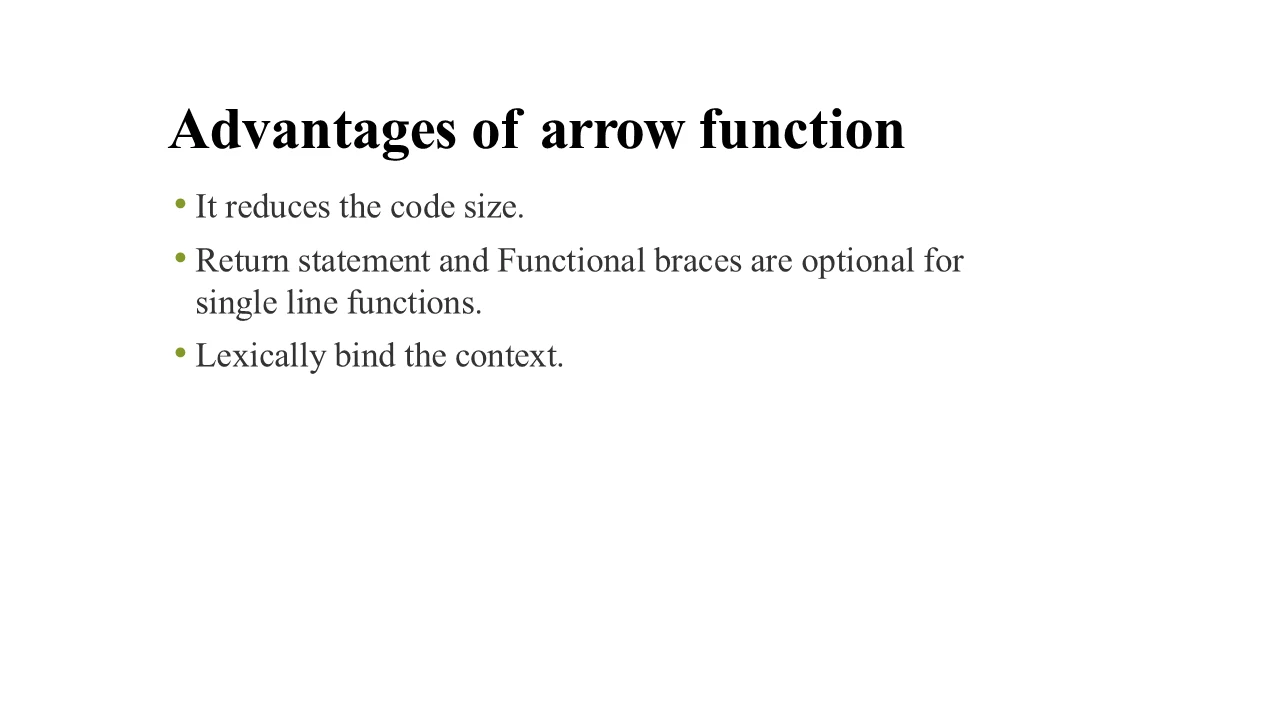 Advantages of arrow function
• It reduces the code size.
• Return statement and Functional braces are optional for
single line functions.
• Lexically bind the context.